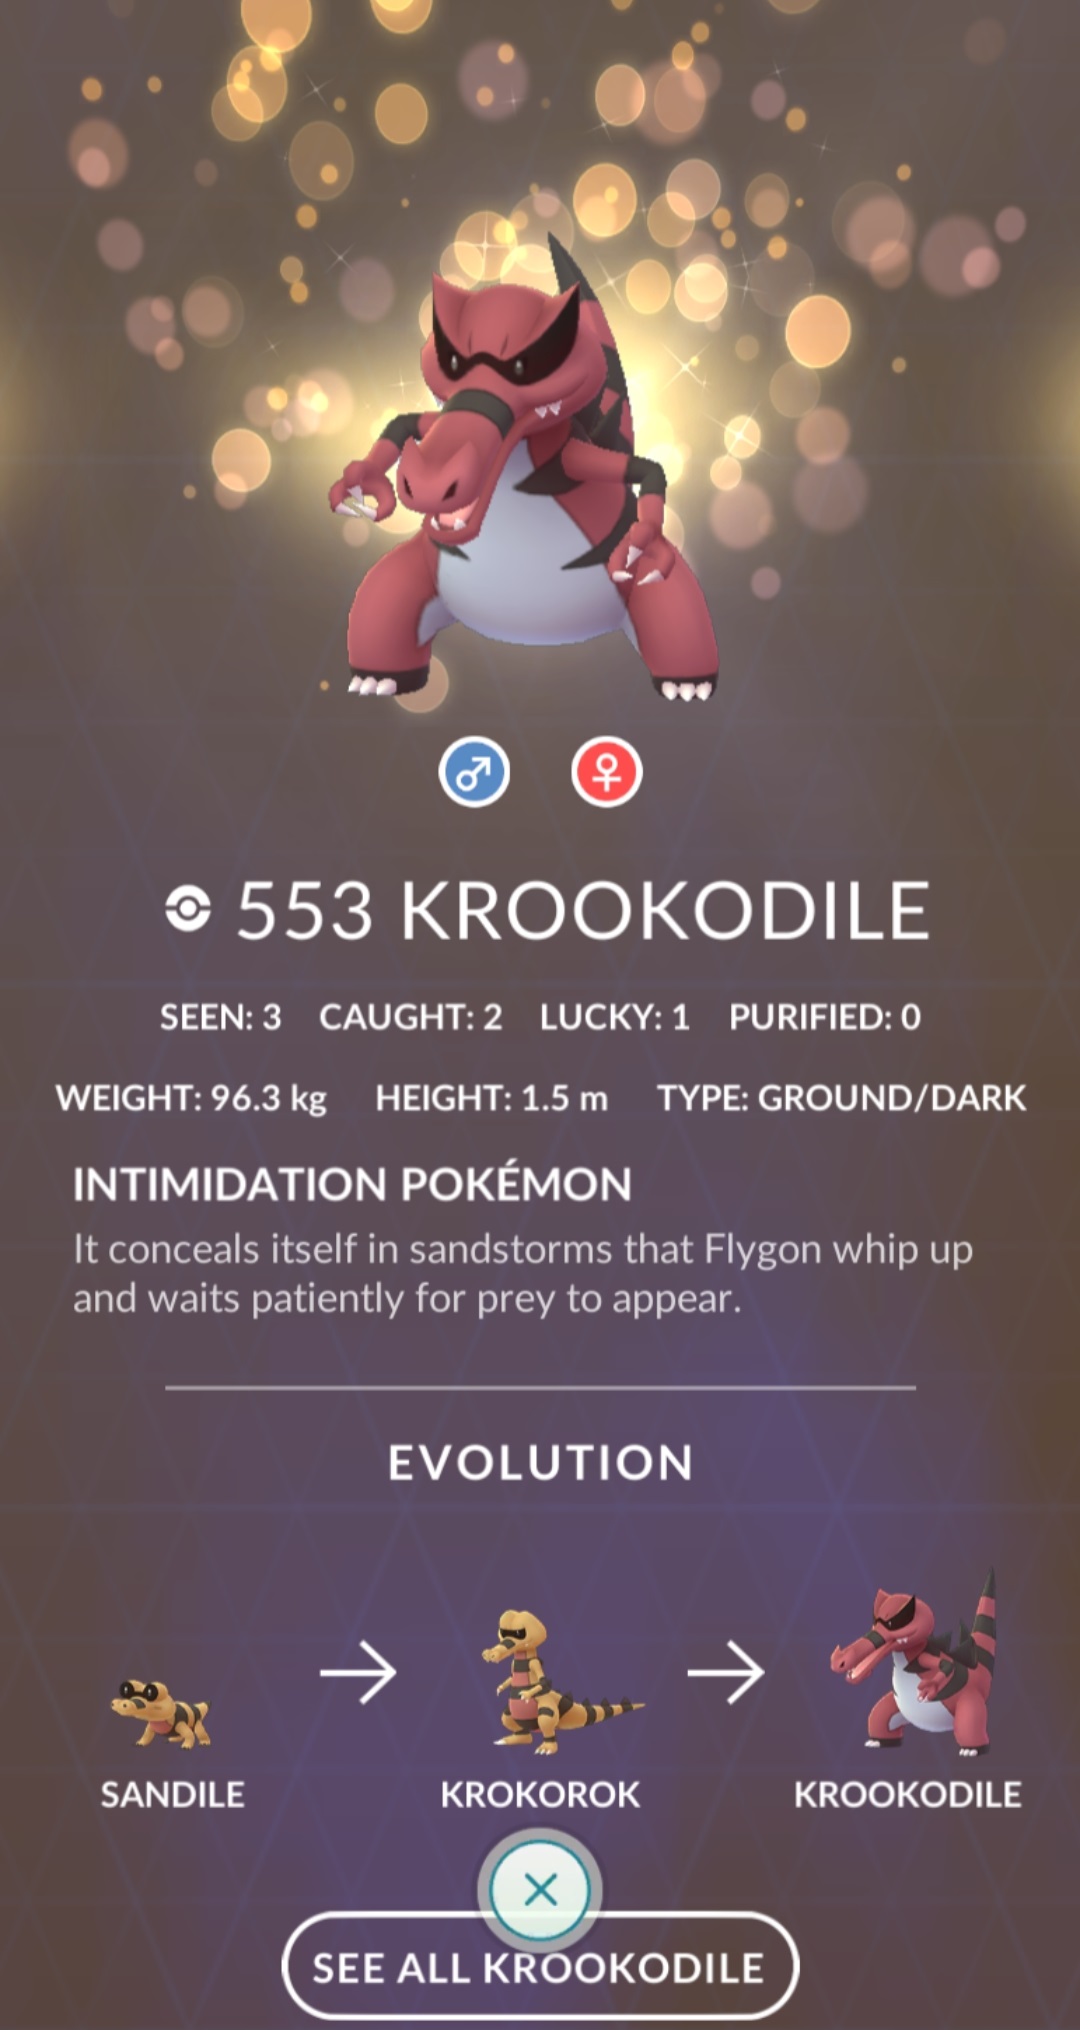 553 KROOKODILE
SEEN: 3 CAUGHT: 2 LUCKY: 1 PURIFIED: 0
WEIGHT: 96.3 kg HEIGHT: 1.5 m TYPE: GROUND/DARK
INTIMIDATION POKÉMON
It conceals itself in sandstorms that Flygon whip up
and waits patiently for prey to appear.
EVOLUTION
SANDILE KROKOROK KROOKODILE
SEE ALL KROOKODILE